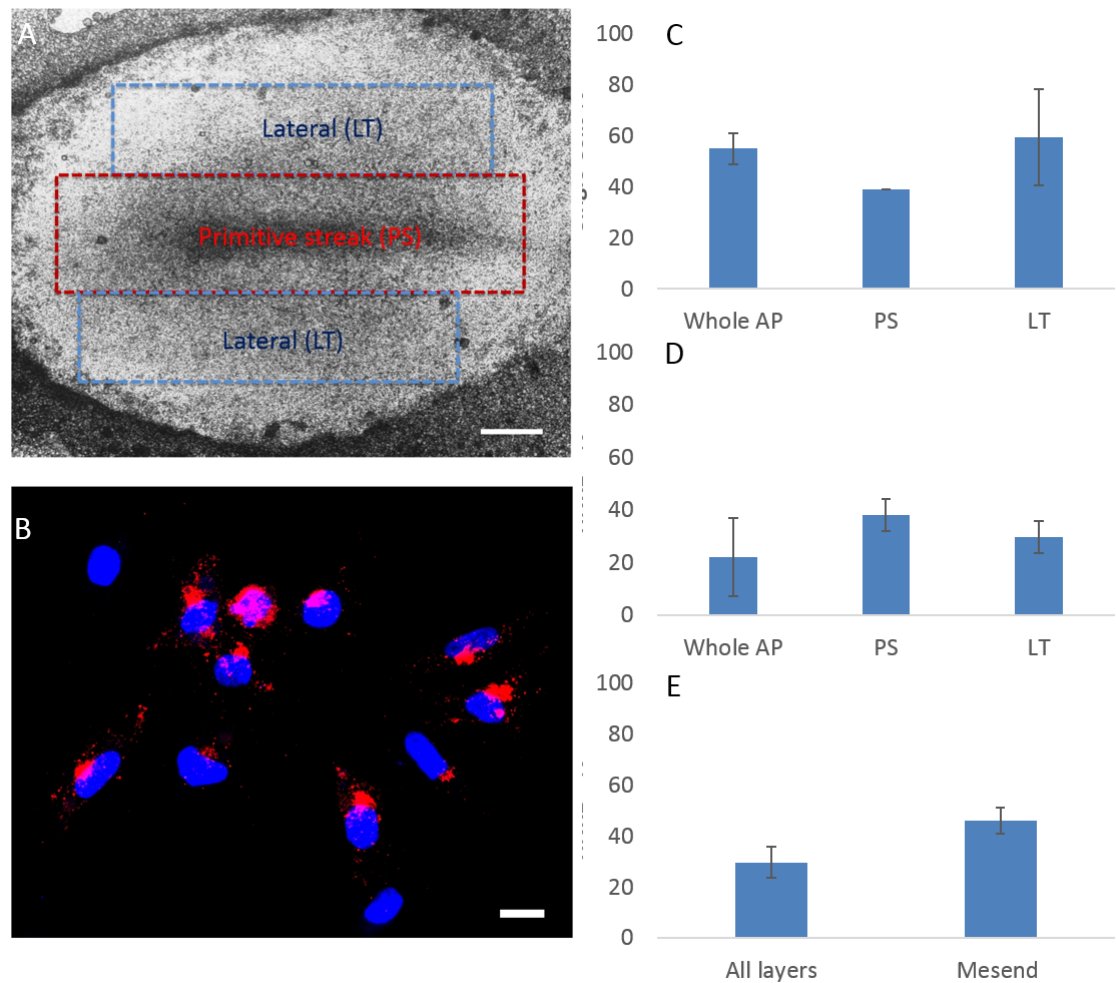 A
Lateral (LT)
Primitive streak (PS)
Lateral (LT)
B
C
100
80
60
40
20
0
Whole AP
PS
LT
D
100
80
60
40
20
0
Whole AP
PS
LT
E
100
80
60
40
20
0
All layers
Mesend